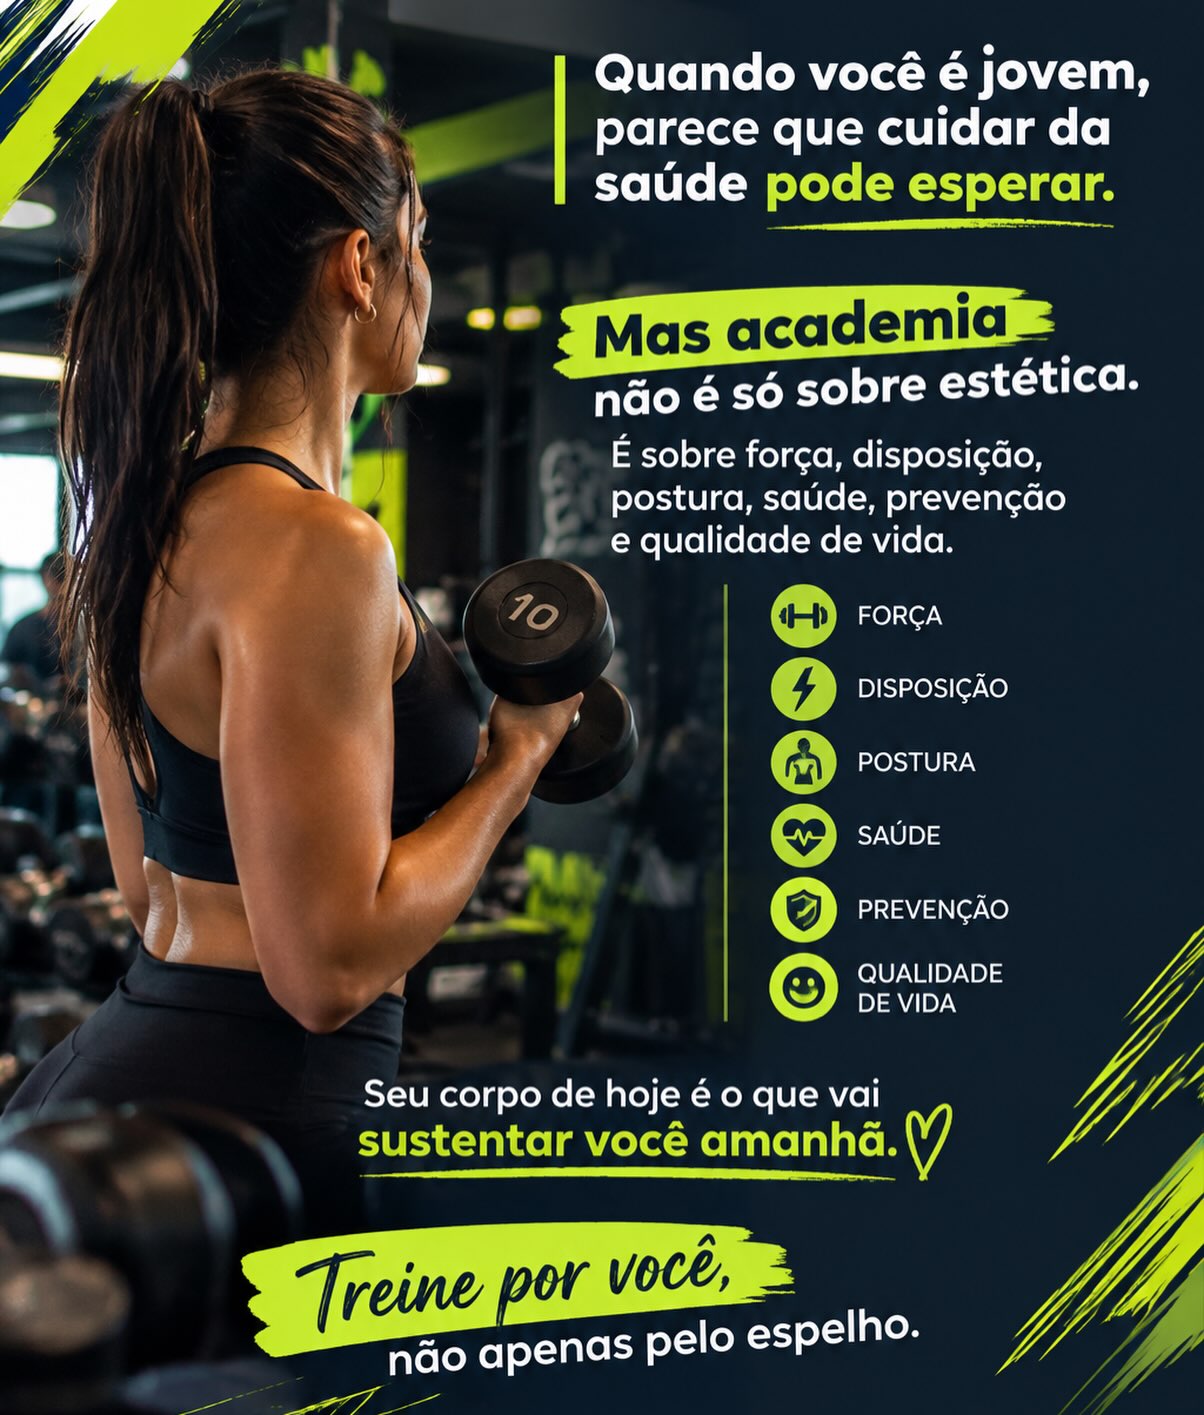 Quando você é jovem,
parece que cuidar da
saúde pode esperar.
Mas academia
não é só sobre estética.
É sobre força, disposição,
postura, saúde, prevenção
e qualidade de vida.
10
FORÇA
DISPOSIÇÃO
POSTURA
SAÚDE
PREVENÇÃO
QUALIDADE
DE VIDA
Seu corpo de hoje é o que vai
sustentar você amanhã.
Treine por você,
não apenas pelo espelho.